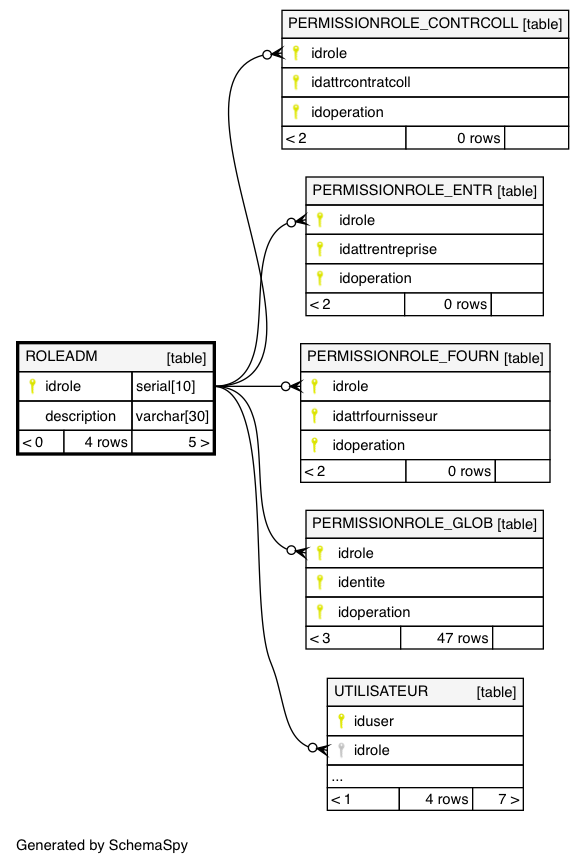 PERMISSIONROLE_CONTRCOLL [table]
idrole
idattrcontratcoll
idoperation
< 2 0 rows
PERMISSIONROLE_ENTR [table]
idrole
idattrentreprise
idoperation
< 2 0 rows
ROLEADM [table]
idrole serial[10]
description varchar[30]
< 0 4 rows 5 >
PERMISSIONROLE_FOURN [table]
idrole
idattrfournisseur
idoperation
< 2 0 rows
PERMISSIONROLE_GLOB [table]
idrole
identite
idoperation
< 3 47 rows
UTILISATEUR [table]
iduser
idrole
...
< 1 4 rows 7 >
Generated by SchemaSpy